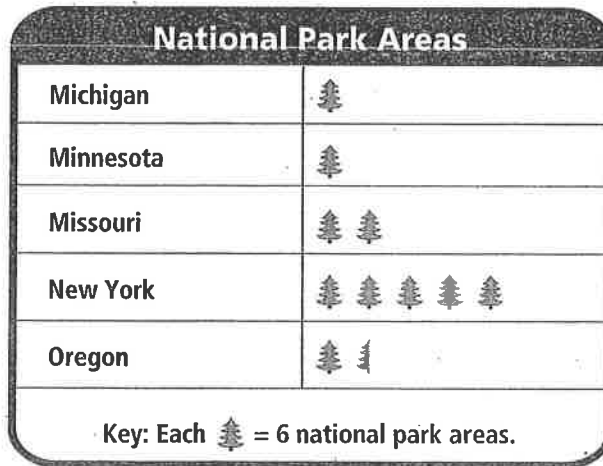 National Park Areas
Michigan
Minnesota
Missouri
New York
Oregon
Key: Each = 6 national park areas.